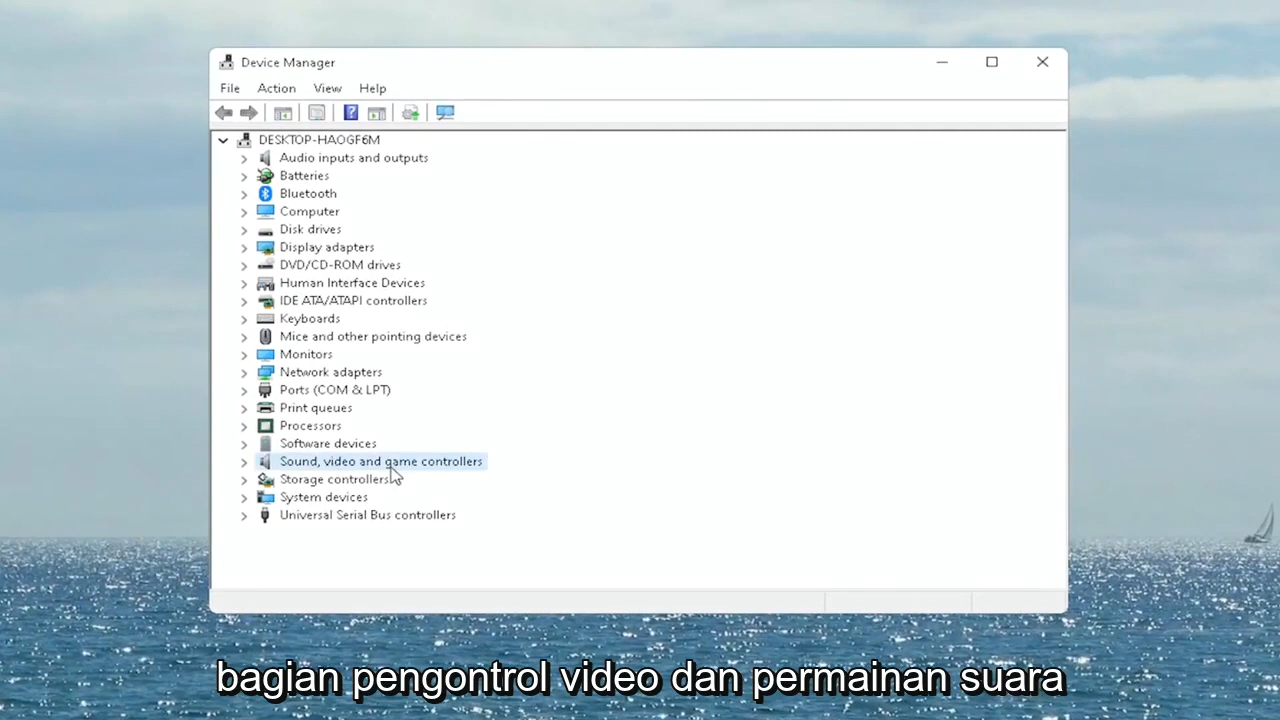 Device Manager
File Action View Help
DESKTOP-HAOGF6M
Audio inputs and outputs
Batteries
Bluetooth
Computer
Disk drives
Display adapters
DVD/CD-ROM drives
Human Interface Devices
IDE ATA/ATAPI controllers
Keyboards
Mice and other pointing devices
Monitors
Network adapters
Ports (COM & LPT)
Print queues
Processors
Software devices
Sound, video and game controllers
Storage controllers
System devices
Universal Serial Bus controllers
bagian pengontrol video dan permainan suara